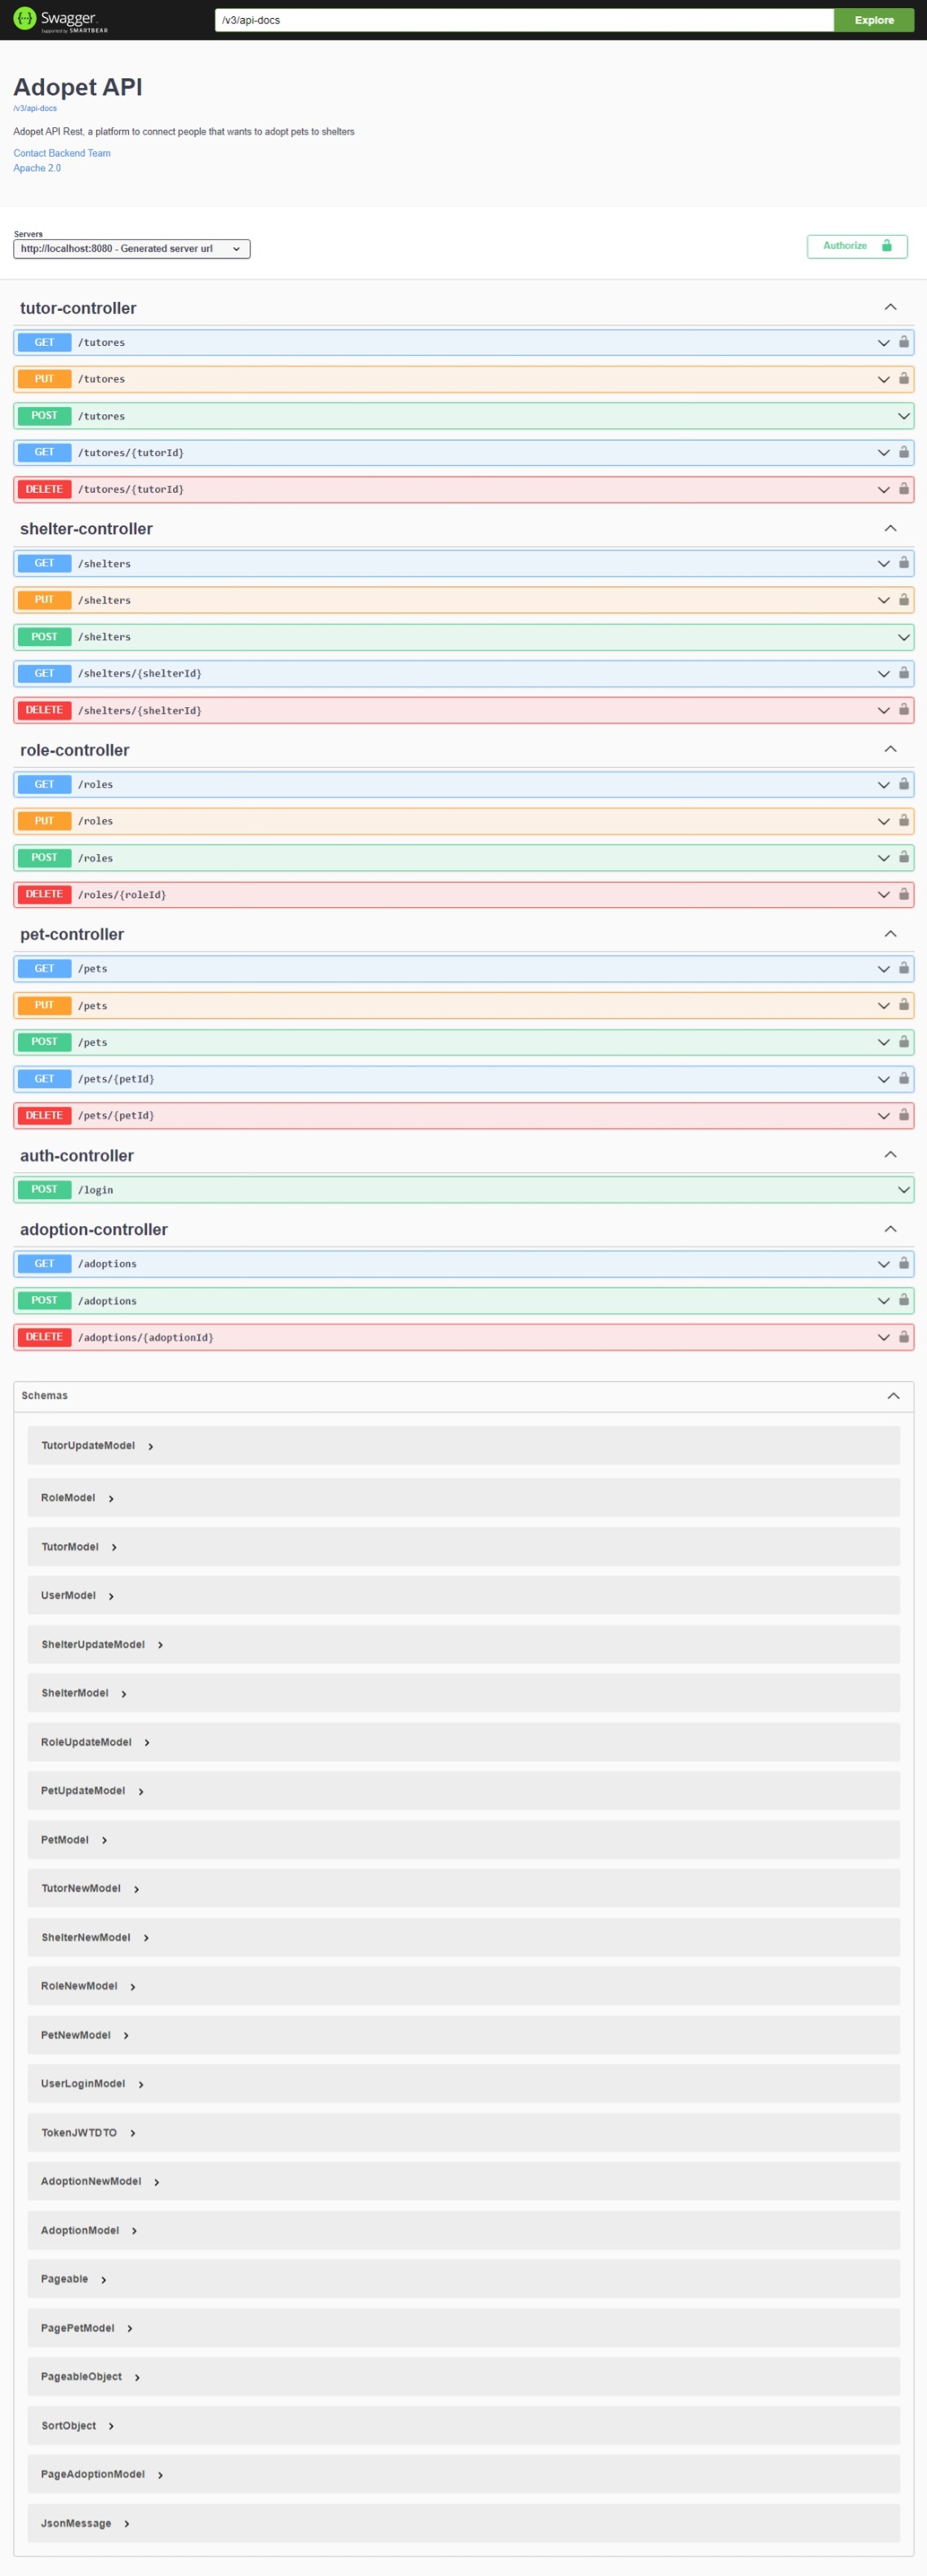 Swagger.
Supported by SMARTBEAR
/v3/api-docs
Explore
Adopet API
/v3/api-docs
Adopet API Rest, a platform to connect people that wants to adopt pets to shelters
Contact Backend Team
Apache 2.0
Servers
http://localhost:8080 - Generated server url
Authorize
tutor-controller
GET /tutores
PUT /tutores
POST /tutores
GET /tutores/{tutorId}
DELETE /tutores/{tutorId}
shelter-controller
GET /shelters
PUT /shelters
POST /shelters
GET /shelters/{shelterId}
DELETE /shelters/{shelterId}
role-controller
GET /roles
PUT /roles
POST /roles
DELETE /roles/{roleId}
pet-controller
GET /pets
PUT /pets
POST /pets
GET /pets/{petId}
DELETE /pets/{petId}
auth-controller
POST /login
adoption-controller
GET /adoptions
POST /adoptions
DELETE /adoptions/{adoptionId}
Schemas
TutorUpdateModel
RoleModel
TutorModel
UserModel
ShelterUpdateModel
ShelterModel
RoleUpdateModel
PetUpdateModel
PetModel
TutorNewModel
ShelterNewModel
RoleNewModel
PetNewModel
UserLoginModel
TokenJWTDTO
AdoptionNewModel
AdoptionModel
Pageable
PagePetModel
PageableObject
SortObject
PageAdoptionModel
JsonMessage